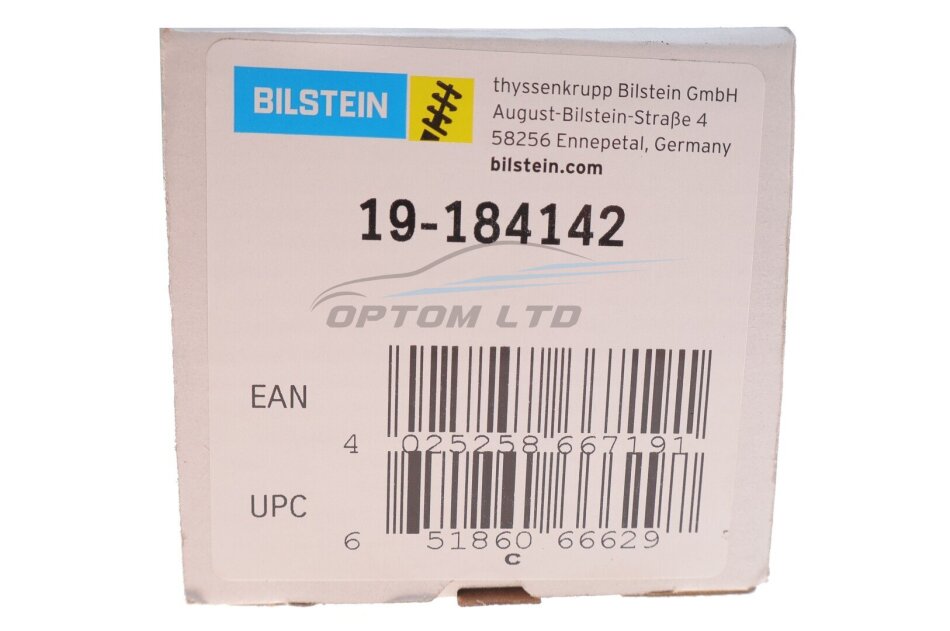 BILSTEIN
thyssenkrupp Bilstein GmbH
August-Bilstein-Straße 4
58256 Ennepetal, Germany
bilstein.com
19-184142
OPTOM LTD
EAN
4 025258 667191
UPC
6 51860 66629
C